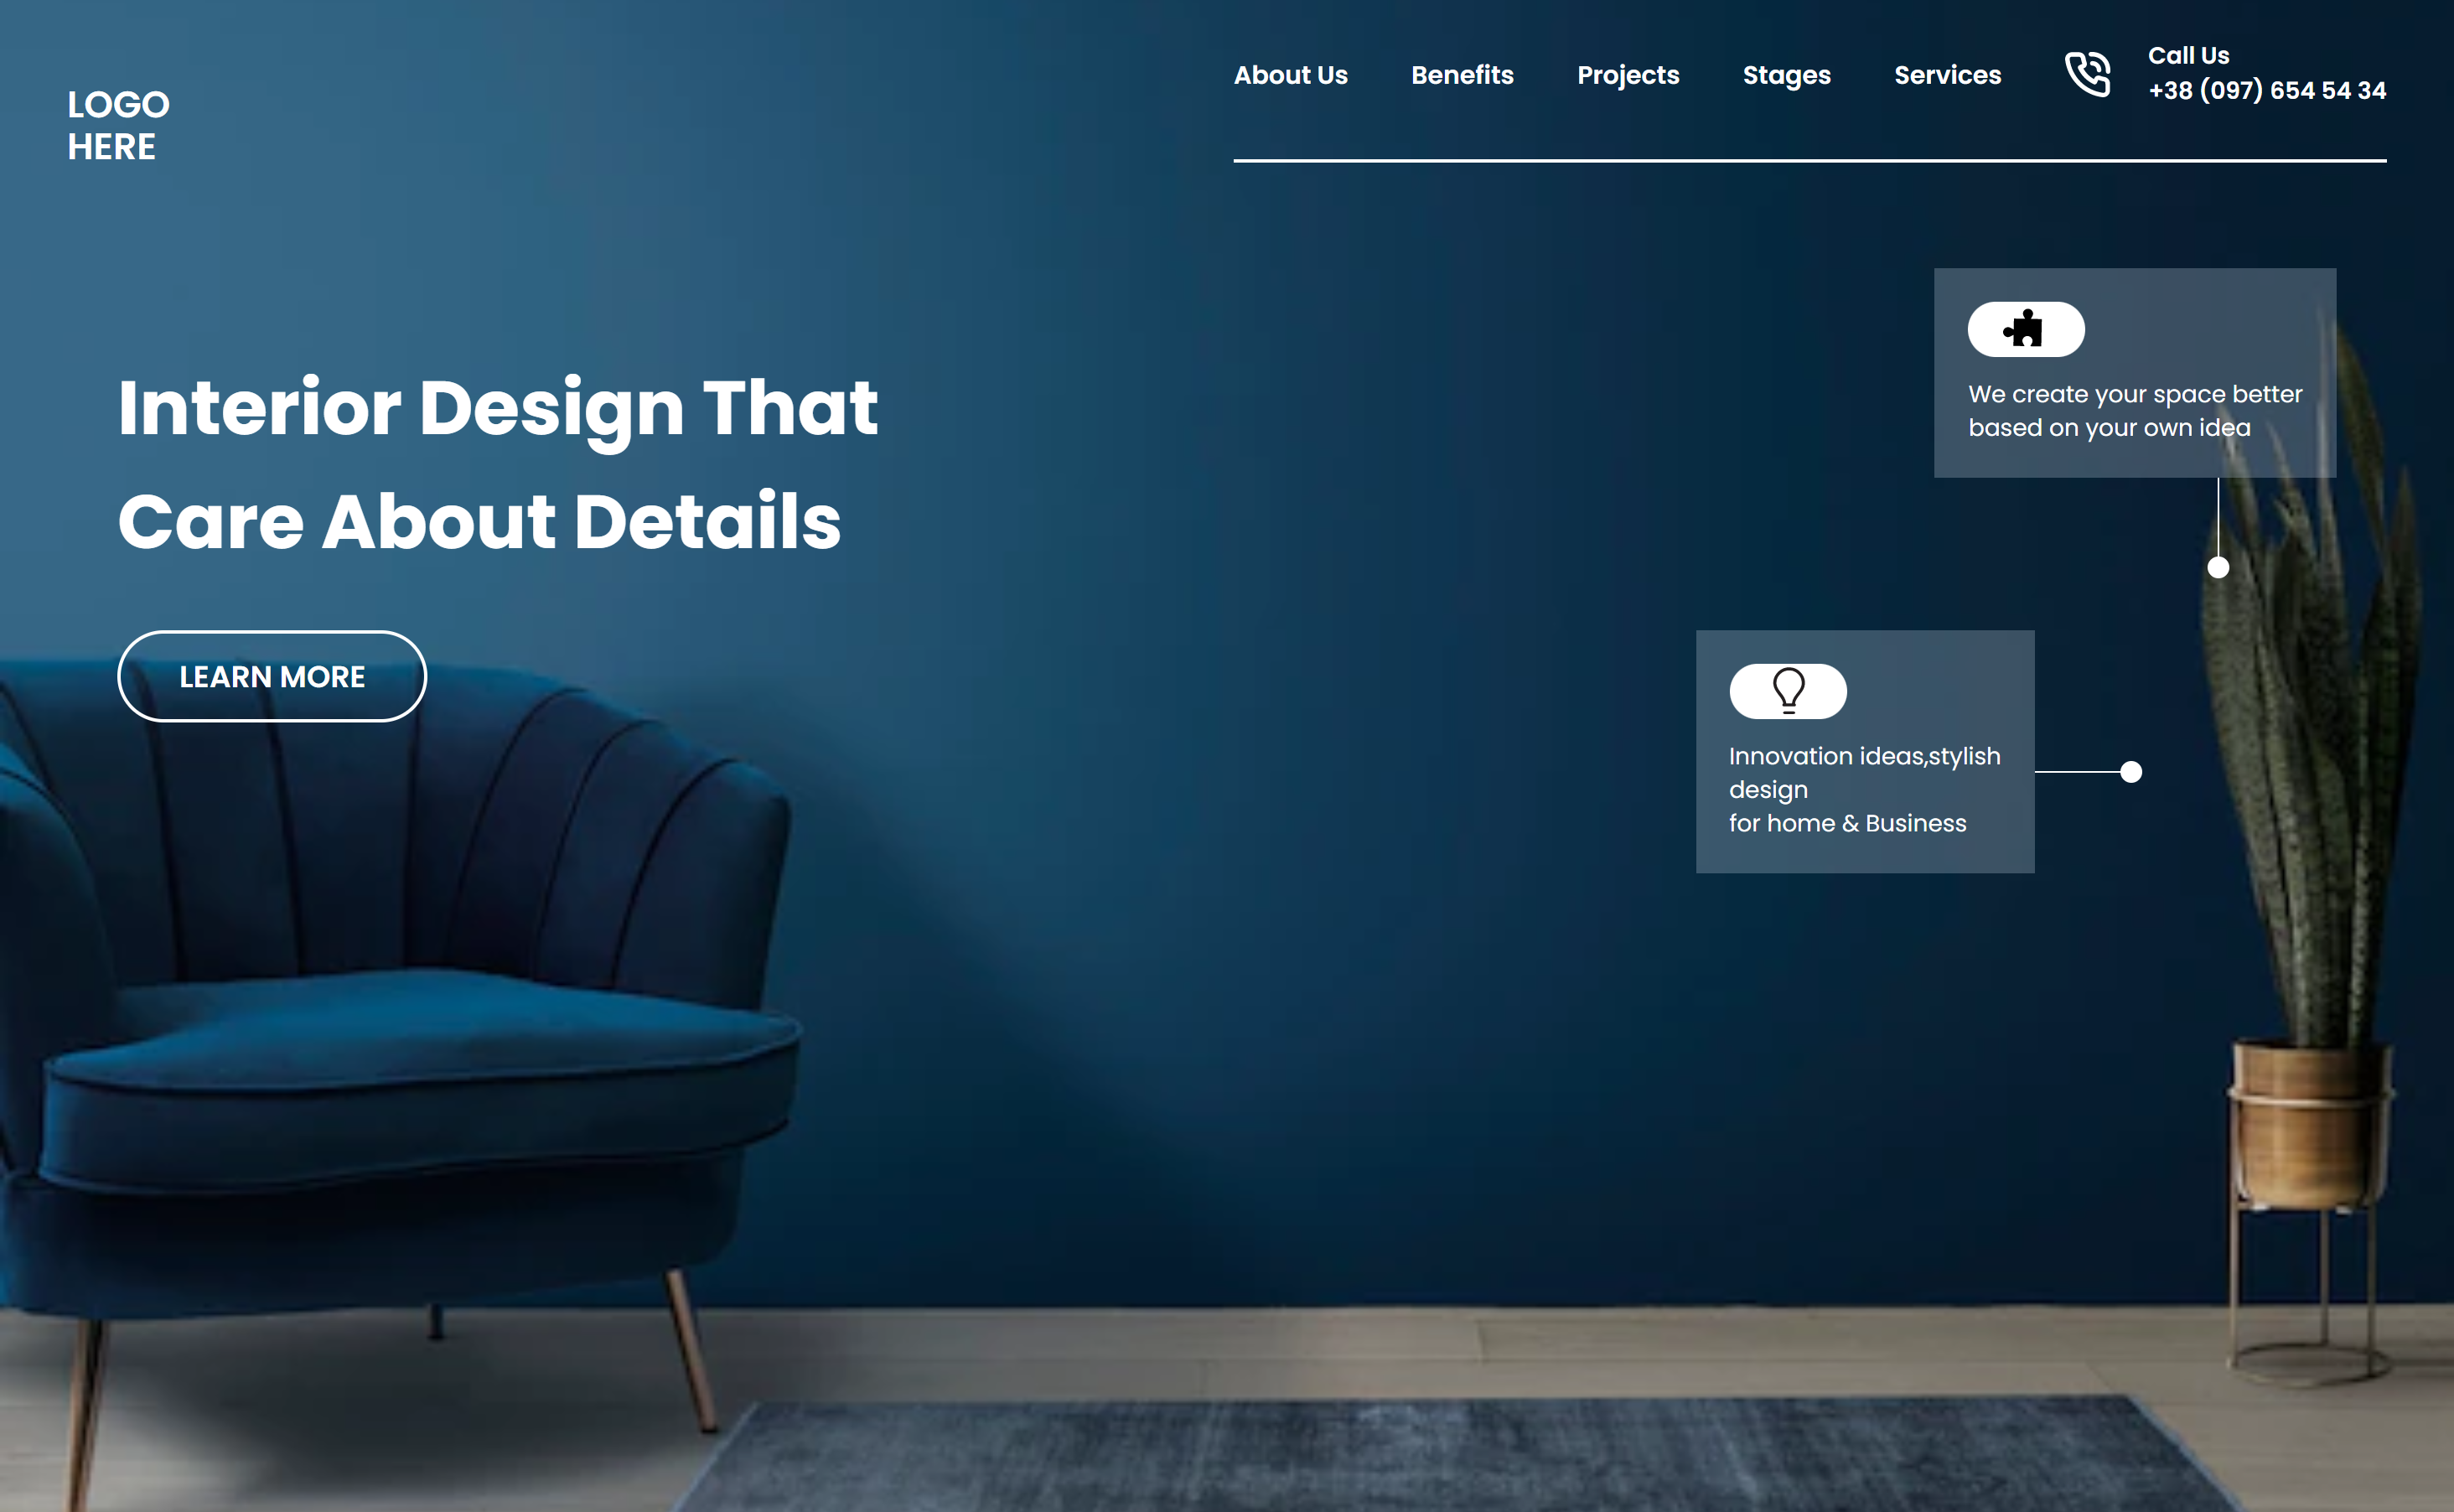 LOGO
HERE
About Us
Benefits
Projects
Stages
Services
Call Us
+38 (097) 654 54 34
Interior Design That
Care About Details
LEARN MORE
We create your space better
based on your own idea
Innovation ideas,stylish
design
for home & Business